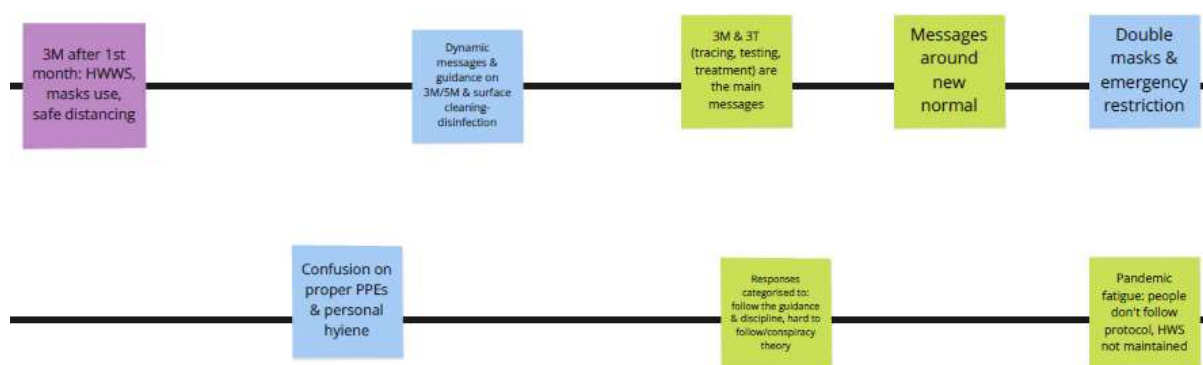 3M after 1st
month: HWWS,
masks use,
safe distancing
Dynamic
messages &
guidance on
3M/5M & surface
cleaning-
disinfection
3M & 3T
(tracing, testing,
treatment) are
the main
messages
Messages
around
new
normal
Double
masks &
emergency
restriction
Confusion on
proper PPEs
& personal
hyiene
Responses
categorised to:
follow the guidance
& discipline, hard to
follow/conspiracy
theory
Pandemic
fatigue: people
don't follow
protocol, HWS
not maintained